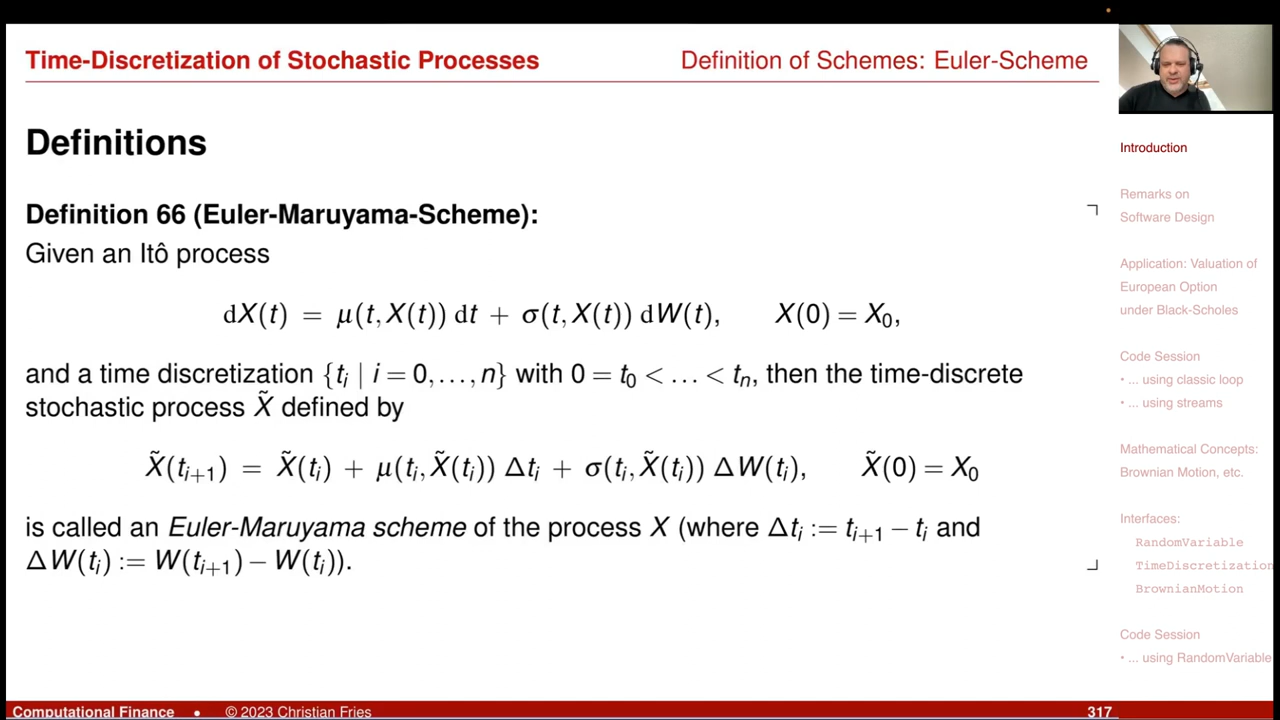 Time-Discretization of Stochastic Processes
Definition of Schemes: Euler-Scheme
Definitions
Definition 66 (Euler-Maruyama-Scheme):
Given an Itô process
dX(t) = μ(t, X(t)) dt + σ(t, X(t)) dW(t), X(0) = X₀,
and a time discretization {tᵢ | i = 0, …, n} with 0 = t₀ < … < tₙ, then the time-discrete
stochastic process X̃ defined by
X̃(tᵢ₊₁) = X̃(tᵢ) + μ(tᵢ, X̃(tᵢ)) Δtᵢ + σ(tᵢ, X̃(tᵢ)) ΔW(tᵢ), X̃(0) = X₀
is called an Euler-Maruyama scheme of the process X (where Δtᵢ := tᵢ₊₁ − tᵢ and
ΔW(tᵢ) := W(tᵢ₊₁) − W(tᵢ)).
Introduction
Remarks on
Software Design
Application: Valuation of
European Option
under Black-Scholes
Code Session
• ... using classic loop
• ... using streams
Mathematical Concepts:
Brownian Motion, etc.
Interfaces:
RandomVariable
TimeDiscretization
BrownianMotion
Code Session
• ... using RandomVariable
Computational Finance • © 2023 Christian Fries
317